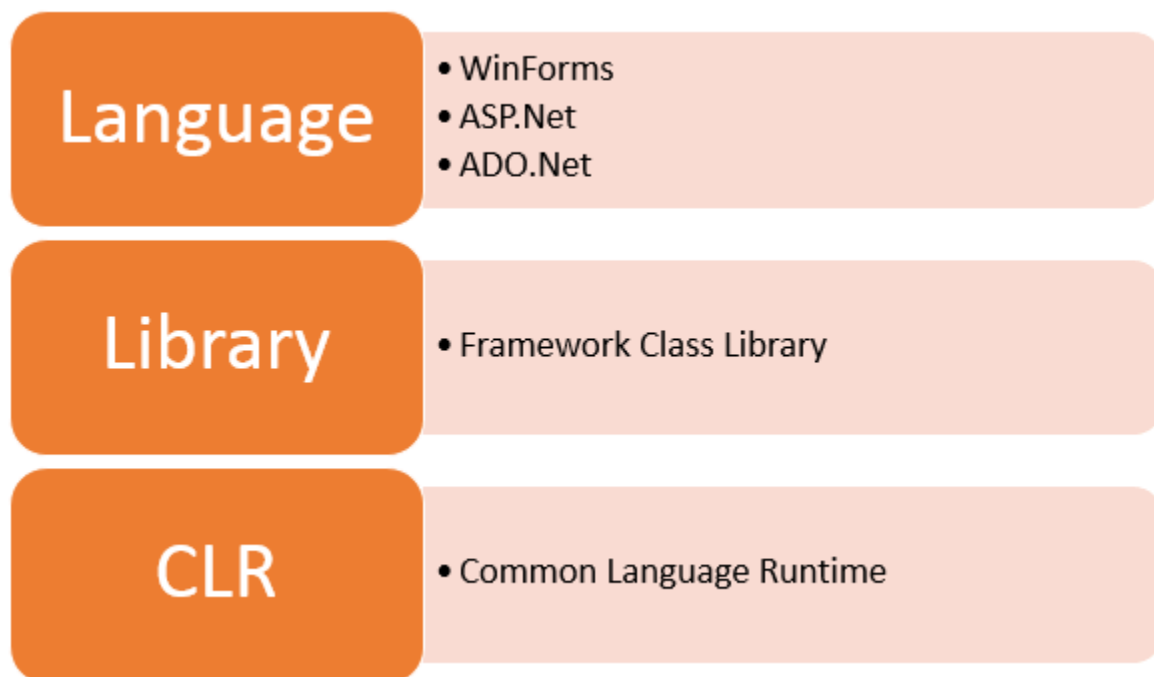 Language
• WinForms
• ASP.Net
• ADO.Net
Library
• Framework Class Library
CLR
• Common Language Runtime